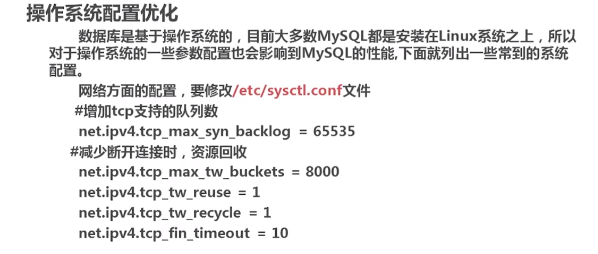 操作系统配置优化
数据库是基于操作系统的，目前大多数MySQL都是安装在Linux系统之上，所以
对于操作系统的一些参数配置也会影响到MySQL的性能,下面就列出一些常到的系统
配置。
网络方面的配置，要修改/etc/sysctl.conf文件
#增加tcp支持的队列数
net.ipv4.tcp_max_syn_backlog = 65535
#减少断开连接时，资源回收
net.ipv4.tcp_max_tw_buckets = 8000
net.ipv4.tcp_tw_reuse = 1
net.ipv4.tcp_tw_recycle = 1
net.ipv4.tcp_fin_timeout = 10